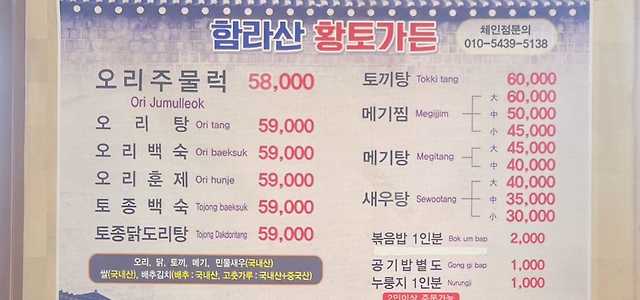 함라산 황토가든
체인점문의
010-5439-5138
오리주물럭 58,000
Ori Jumulleok
오리탕 Ori tang 59,000
오리백숙 Ori baeksuk 59,000
오리훈제 Ori hunje 59,000
토종백숙 Tojong baeksuk 59,000
토종닭도리탕 Tojong Dakdoritang 59,000
오리, 닭, 토끼, 메기, 민물새우(국내산)
쌀(국내산), 배추김치(배추 : 국내산, 고춧가루 : 국내산+중국산)
토끼탕 Tokki tang 60,000
메기찜 Megijjim 大 60,000
中 50,000
小 45,000
메기탕 Megitang 大 45,000
中 40,000
새우탕 Sewootang 大 40,000
中 35,000
小 30,000
볶음밥 1인분 Bok um bap 2,000
공기밥별도 Gong gi bap 1,000
누룽지 1인분 Nurungji 1,000
2인이상 주문가능